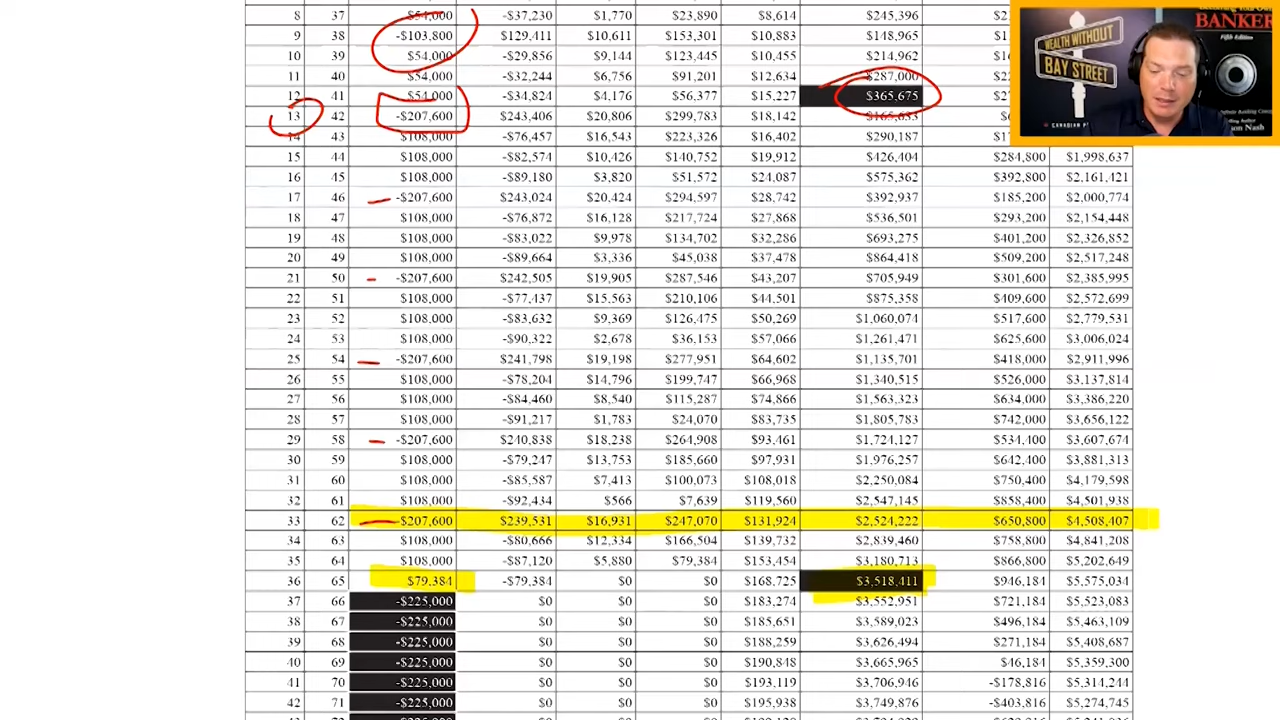 8 37 $54,000 -$37,230 $1,770 $23,890 $8,614 $245,396
9 38 -$103,800 $129,411 $10,611 $153,301 $10,883 $148,965
10 39 $54,000 -$29,856 $9,144 $123,445 $10,455 $214,962
11 40 $54,000 -$32,244 $6,756 $91,201 $12,634 $287,000
12 41 $54,000 -$34,824 $4,176 $56,377 $15,227 $365,675
13 42 -$207,600 $243,406 $20,806 $299,783 $18,142
14 43 $108,000 -$76,457 $16,543 $223,326 $16,402 $290,187
15 44 $108,000 -$82,574 $10,426 $140,752 $19,912 $426,404 $284,800 $1,998,637
16 45 $108,000 -$89,180 $3,820 $51,572 $24,087 $575,362 $392,800 $2,161,421
17 46 -$207,600 $243,024 $20,424 $294,597 $28,742 $392,937 $185,200 $2,000,774
18 47 $108,000 -$76,872 $16,128 $217,724 $27,868 $536,501 $293,200 $2,154,448
19 48 $108,000 -$83,022 $9,978 $134,702 $32,286 $693,275 $401,200 $2,326,852
20 49 $108,000 -$89,664 $3,336 $45,038 $37,478 $864,418 $509,200 $2,517,248
21 50 -$207,600 $242,505 $19,905 $287,546 $43,207 $705,949 $301,600 $2,385,995
22 51 $108,000 -$77,437 $15,563 $210,106 $44,501 $875,358 $409,600 $2,572,699
23 52 $108,000 -$83,632 $9,369 $126,475 $50,269 $1,060,074 $517,600 $2,779,531
24 53 $108,000 -$90,322 $2,678 $36,153 $57,066 $1,261,471 $625,600 $3,006,024
25 54 -$207,600 $241,798 $19,198 $277,951 $64,602 $1,135,701 $418,000 $2,911,996
26 55 $108,000 -$78,204 $14,796 $199,747 $66,968 $1,340,515 $526,000 $3,137,814
27 56 $108,000 -$84,460 $8,540 $115,287 $74,866 $1,563,323 $634,000 $3,386,220
28 57 $108,000 -$91,217 $1,783 $24,070 $83,735 $1,805,783 $742,000 $3,656,122
29 58 -$207,600 $240,838 $18,238 $264,908 $93,461 $1,724,127 $534,400 $3,607,674
30 59 $108,000 -$79,247 $13,753 $185,660 $97,931 $1,976,257 $642,400 $3,881,313
31 60 $108,000 -$85,587 $7,413 $100,073 $108,018 $2,250,084 $750,400 $4,179,598
32 61 $108,000 -$92,434 $566 $7,639 $119,560 $2,547,145 $858,400 $4,501,938
33 62 -$207,600 $239,531 $16,931 $247,070 $131,924 $2,524,222 $650,800 $4,508,407
34 63 $108,000 -$80,666 $12,334 $166,504 $139,732 $2,839,460 $758,800 $4,841,208
35 64 $108,000 -$87,120 $5,880 $79,384 $153,454 $3,180,713 $866,800 $5,202,649
36 65 $79,384 -$79,384 $0 $0 $168,725 $3,518,411 $946,184 $5,575,034
37 66 -$225,000 $0 $0 $0 $183,274 $3,552,951 $721,184 $5,523,083
38 67 -$225,000 $0 $0 $0 $185,651 $3,589,023 $496,184 $5,463,109
39 68 -$225,000 $0 $0 $0 $188,259 $3,626,494 $271,184 $5,408,687
40 69 -$225,000 $0 $0 $0 $190,848 $3,665,965 $46,184 $5,359,300
41 70 -$225,000 $0 $0 $0 $193,119 $3,706,946 -$178,816 $5,314,244
42 71 -$225,000 $0 $0 $0 $195,938 $3,749,876 -$403,816 $5,274,745
WEALTH WITHOUT
BAY STREET
BANKER
Fifth Edition
Nash